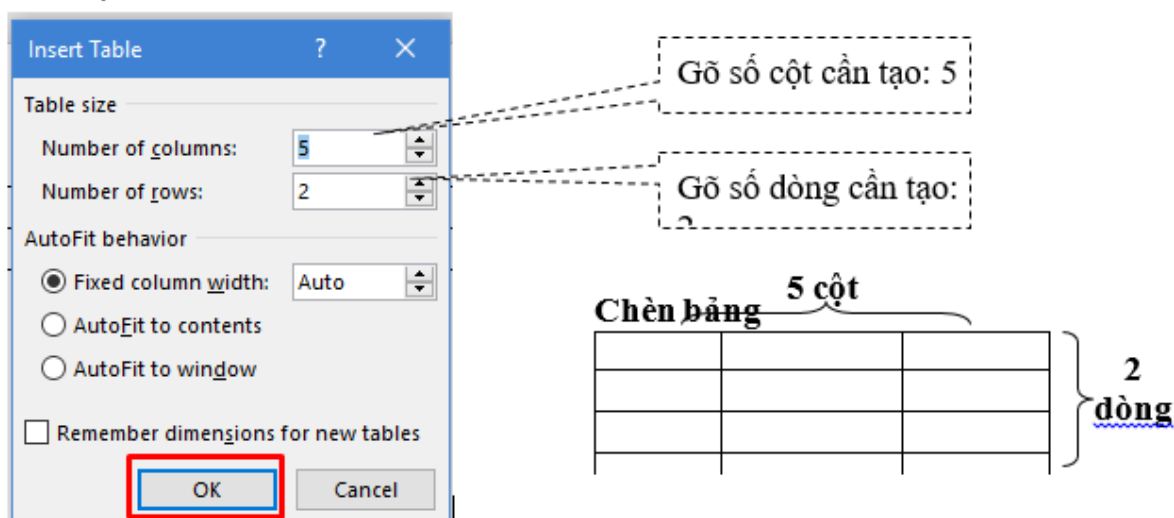 Insert Table ? ×
Table size
Number of columns: 5
Number of rows: 2
AutoFit behavior
Fixed column width: Auto
AutoFit to contents
AutoFit to window
Remember dimensions for new tables
OK Cancel
Gõ số cột cần tạo: 5
Gõ số dòng cần tạo:
Chèn bảng
5 cột
2
dòng